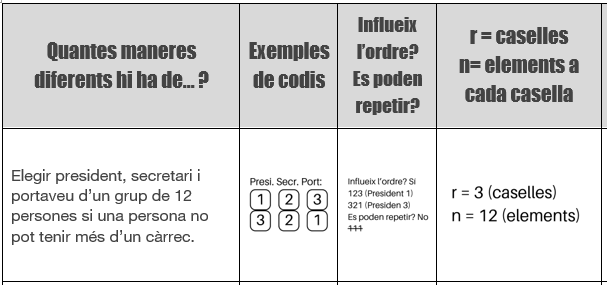 Quantes maneres
diferents hi ha de... ?
Exemples
de codis
Influeix
l'ordre?
Es poden
repetir?
r = caselles
n= elements a
cada casella
Elegir president, secretari i
portaveu d'un grup de 12
persones si una persona no
pot tenir més d'un càrrec.
Presi. Secr. Port:
1 2 3
3 2 1
Influeix l'ordre? Sí
123 (President 1)
321 (Presiden 3)
Es poden repetir? No
111
r = 3 (caselles)
n = 12 (elements)